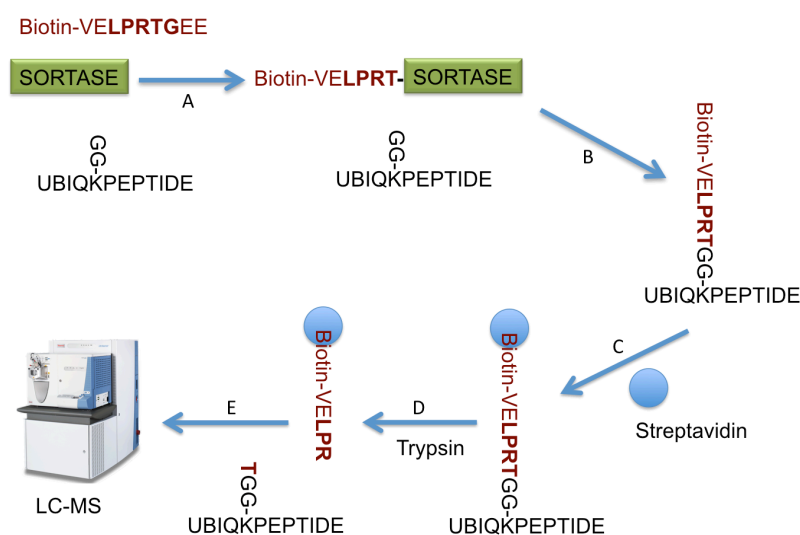 Biotin-VELPRTGEE
SORTASE
A
Biotin-VELPRT-SORTASE
GG-
UBIQKPEPTIDE
GG-
UBIQKPEPTIDE
B
Biotin-VELPRTGG-
UBIQKPEPTIDE
C
Streptavidin
Biotin-VELPRTGG-
UBIQKPEPTIDE
D
Trypsin
Biotin-VELPR
TGG-
UBIQKPEPTIDE
E
LC-MS